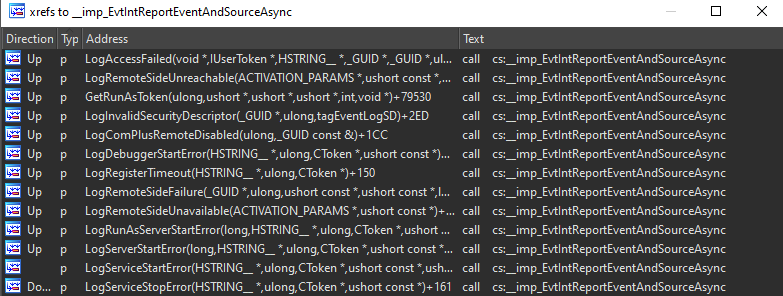 xrefs to __imp_EvtIntReportEventAndSourceAsync
Direction Typ Address Text
Up p LogAccessFailed(void *,IUserToken *,HSTRING__ *,_GUID *,_GUID *,ul... call cs:__imp_EvtIntReportEventAndSourceAsync
Up p LogRemoteSideUnreachable(ACTIVATION_PARAMS *,ushort const *,... call cs:__imp_EvtIntReportEventAndSourceAsync
Up p GetRunAsToken(ulong,ushort *,ushort *,ushort *,int,void *)+79530 call cs:__imp_EvtIntReportEventAndSourceAsync
Up p LogInvalidSecurityDescriptor(_GUID *,ulong,tagEventLogSD)+2ED call cs:__imp_EvtIntReportEventAndSourceAsync
Up p LogComPlusRemoteDisabled(ulong,_GUID const &)+1CC call cs:__imp_EvtIntReportEventAndSourceAsync
Up p LogDebuggerStartError(HSTRING__ *,ulong,CToken *,ushort const *)... call cs:__imp_EvtIntReportEventAndSourceAsync
Up p LogRegisterTimeout(HSTRING__ *,ulong,CToken *)+150 call cs:__imp_EvtIntReportEventAndSourceAsync
Up p LogRemoteSideFailure(_GUID *,ulong,ushort const *,ushort const *,l... call cs:__imp_EvtIntReportEventAndSourceAsync
Up p LogRemoteSideUnavailable(ACTIVATION_PARAMS *,ushort const *)+... call cs:__imp_EvtIntReportEventAndSourceAsync
Up p LogRunAsServerStartError(long,HSTRING__ *,ulong,CToken *,ushort ... call cs:__imp_EvtIntReportEventAndSourceAsync
Up p LogServerStartError(long,HSTRING__ *,ulong,CToken *,ushort const *... call cs:__imp_EvtIntReportEventAndSourceAsync
p LogServiceStartError(HSTRING__ *,ulong,CToken *,ushort const *,ush... call cs:__imp_EvtIntReportEventAndSourceAsync
Do... p LogServiceStopError(HSTRING__ *,ulong,CToken *,ushort const *)+161 call cs:__imp_EvtIntReportEventAndSourceAsync